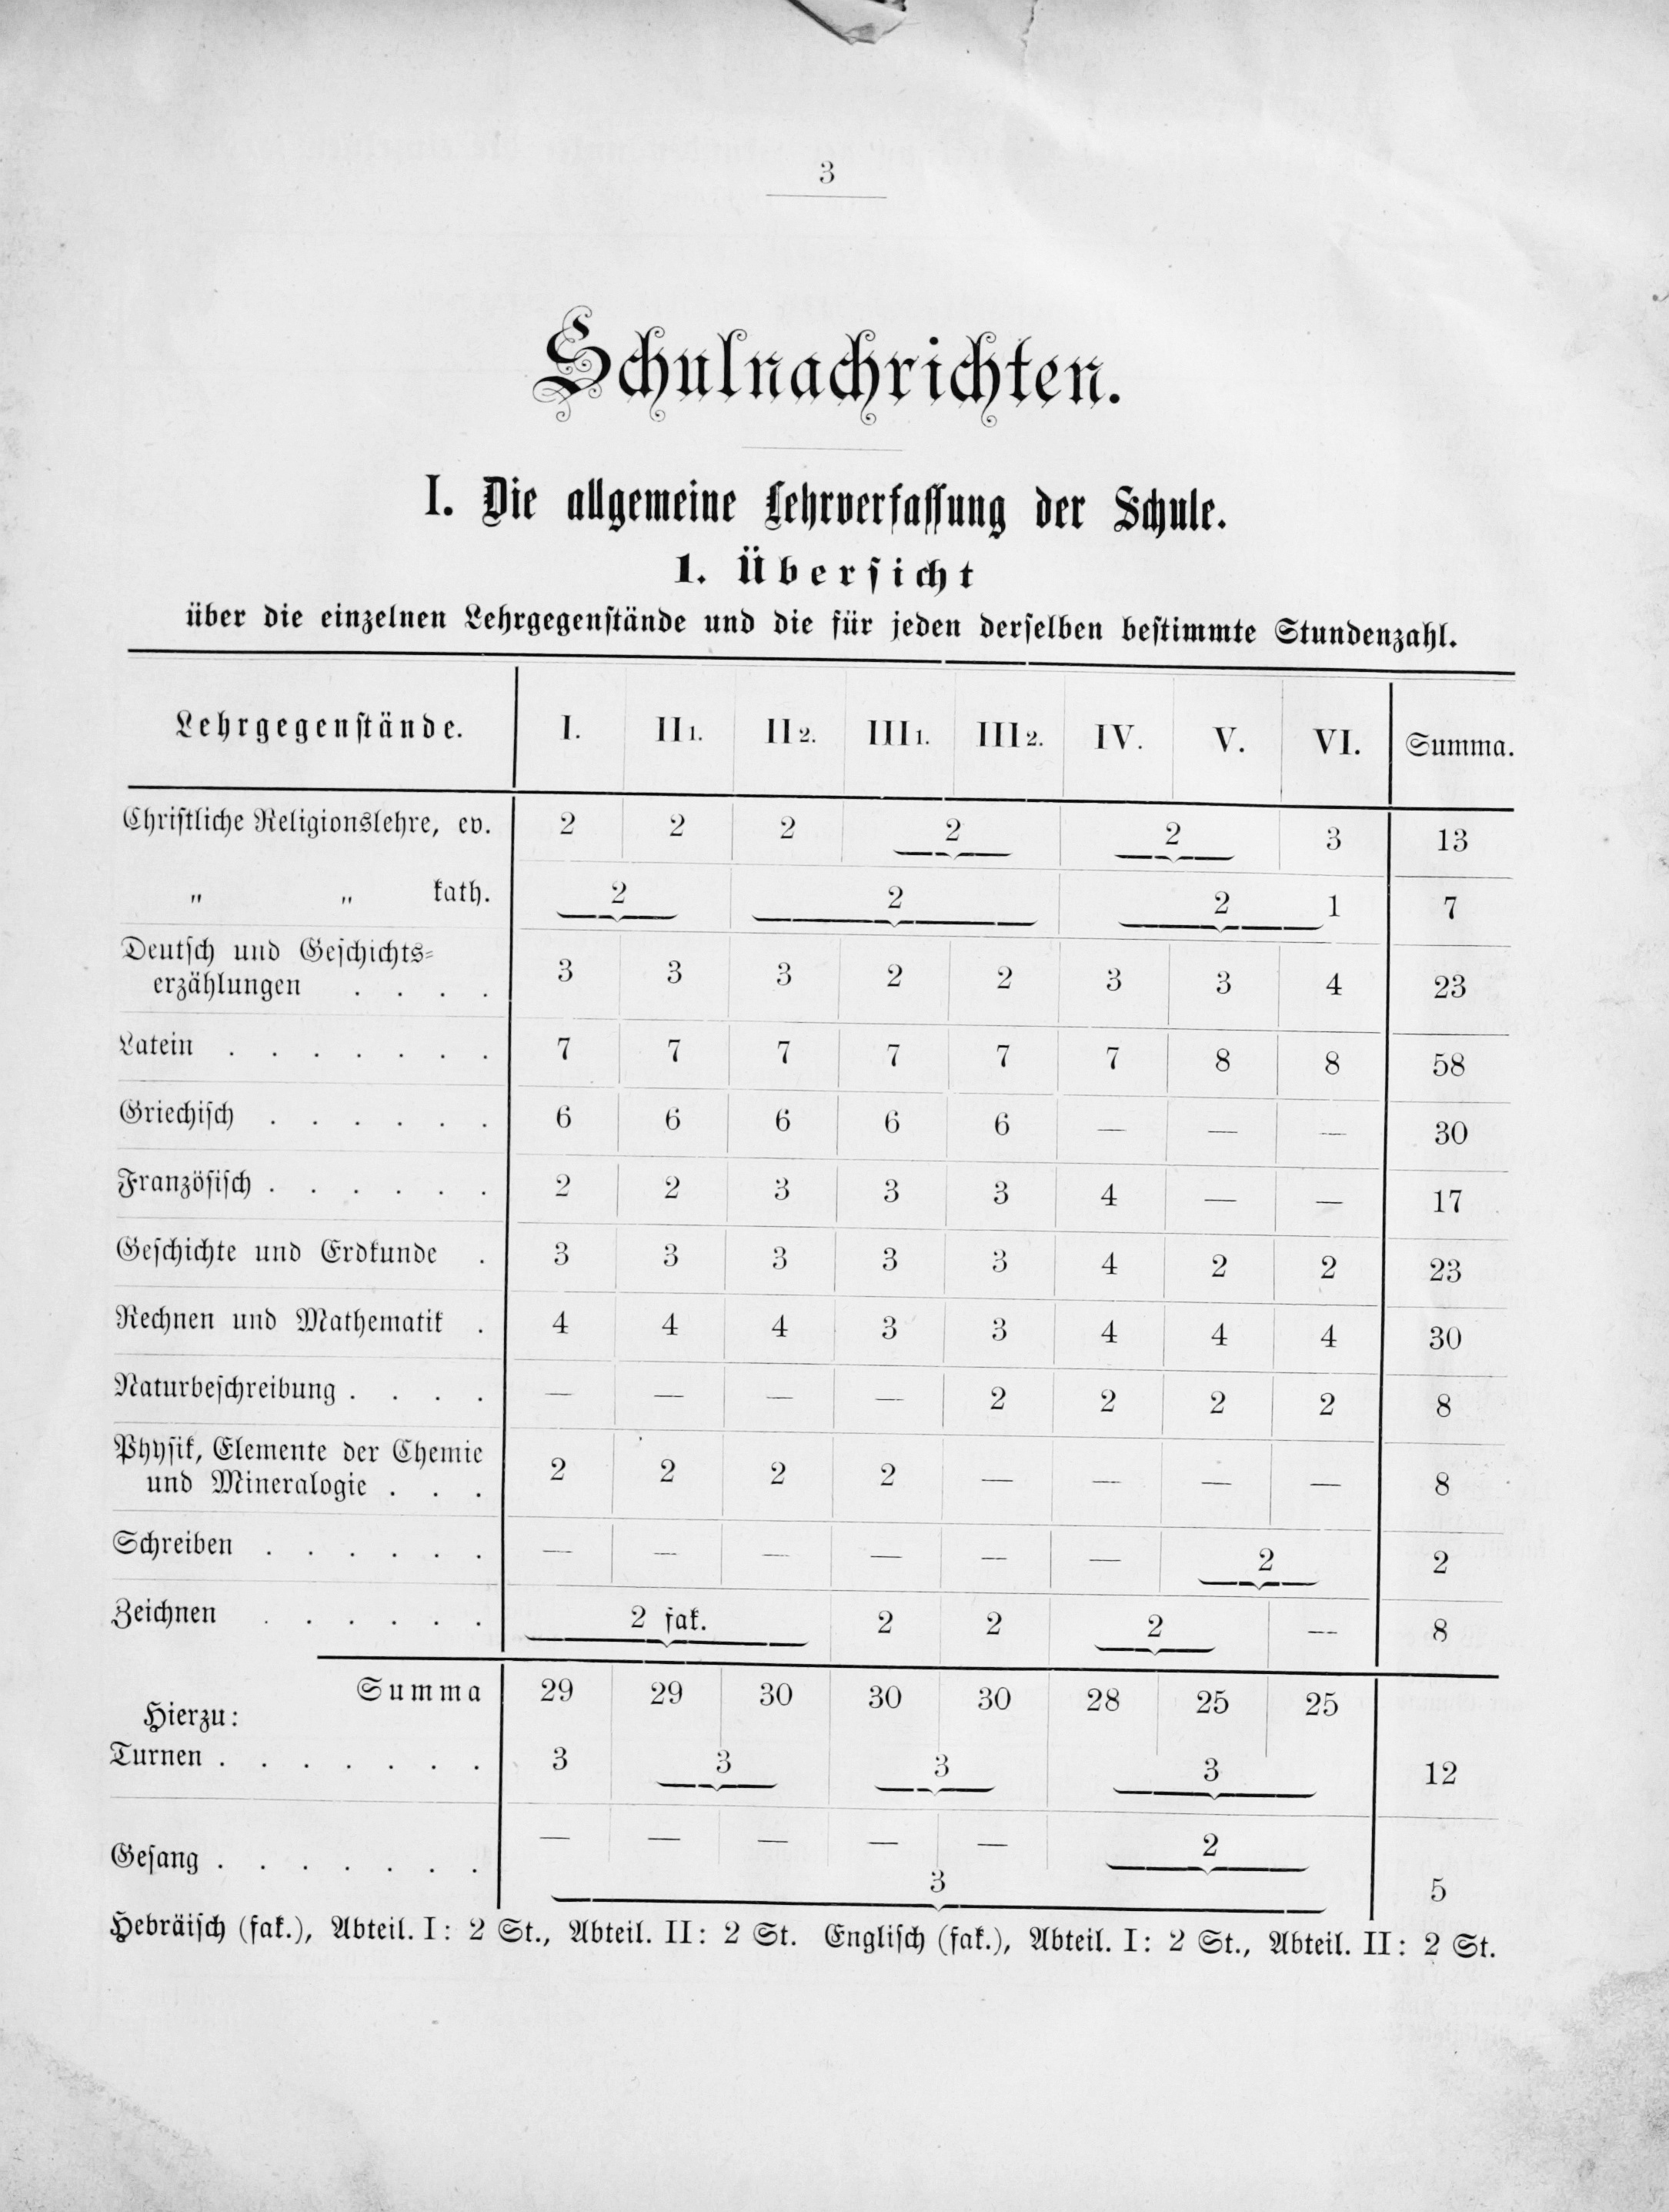 3
Schulnachrichten.
I. Die allgemeine Lehrverfassung der Schule.
1. Übersicht
über die einzelnen Lehrgegenstände und die für jeden derselben bestimmte Stundenzahl.
Lehrgegenstände. I. II 1. II 2. III 1. III 2. IV. V. VI. Summa.
Christliche Religionslehre, ev. 2 2 2 2 2 3 13
" " kath. 2 2 2 1 7
Deutsch und Geschichts-
erzählungen . . . . 3 3 3 2 2 3 3 4 23
Latein . . . . . . . 7 7 7 7 7 7 8 8 58
Griechisch . . . . . . 6 6 6 6 6 — — — 30
Französisch . . . . . . 2 2 3 3 3 4 — — 17
Geschichte und Erdkunde . 3 3 3 3 3 4 2 2 23
Rechnen und Mathematik . 4 4 4 3 3 4 4 4 30
Naturbeschreibung . . . . — — — — 2 2 2 2 8
Physik, Elemente der Chemie
und Mineralogie . . . 2 2 2 2 — — — — 8
Schreiben . . . . . . — — — — — — 2 2
Zeichnen . . . . . . 2 fak. 2 2 2 — 8
Summa 29 29 30 30 30 28 25 25
Hierzu:
Turnen . . . . . . . 3 3 3 3 12
Gesang . . . . . . . — — — — — 2
3 5
Hebräisch (fak.), Abteil. I: 2 St., Abteil. II: 2 St. Englisch (fak.), Abteil. I: 2 St., Abteil. II: 2 St.